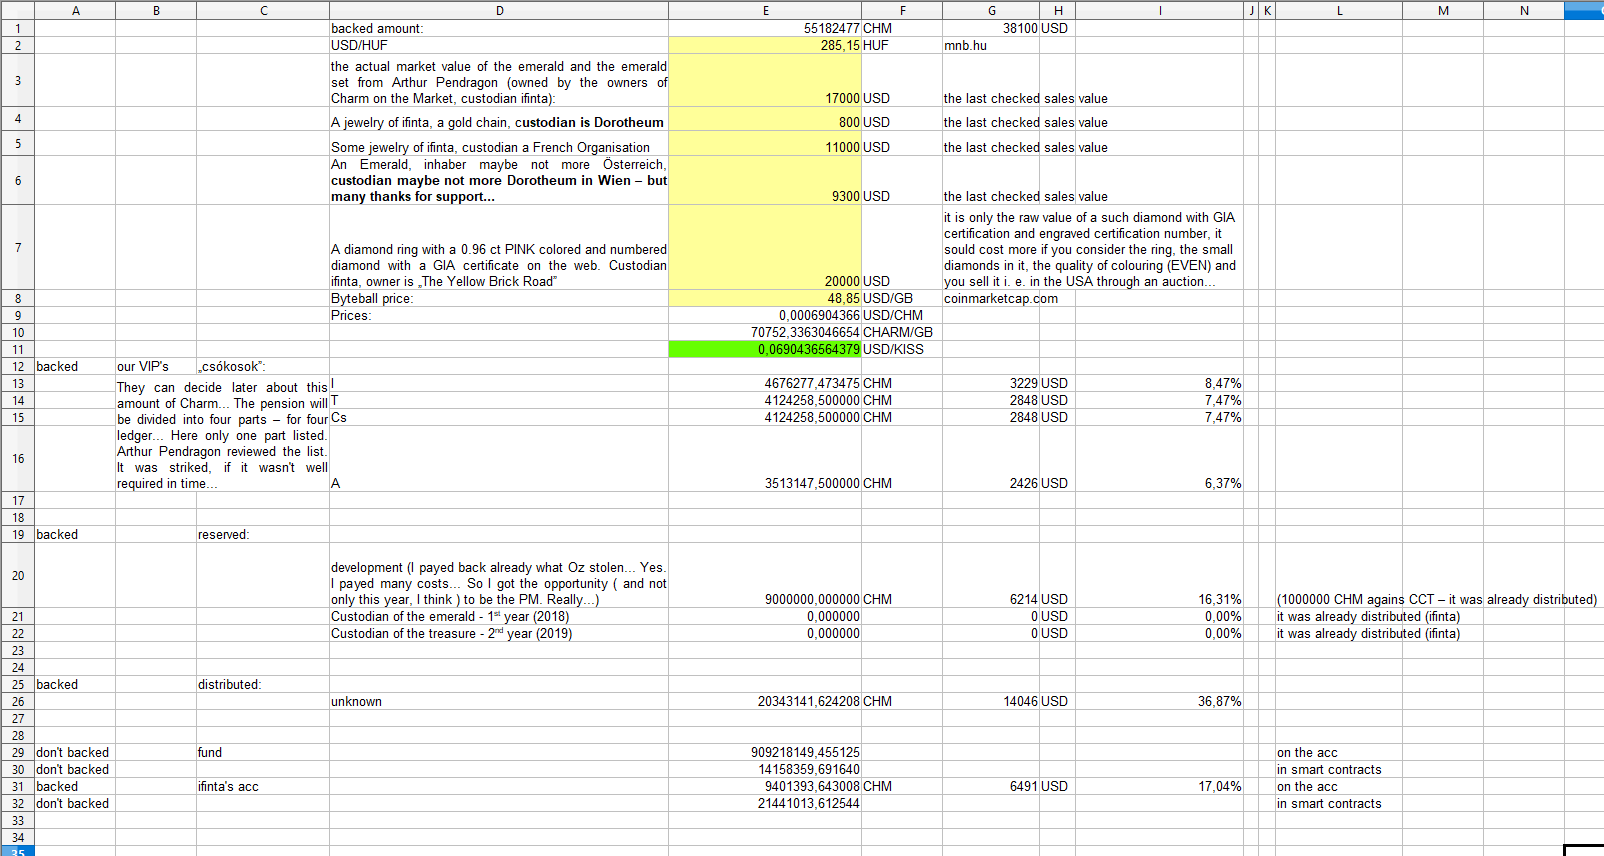 A B C D E F G H I J K L M N
1 backed amount: 55182477 CHM 38100 USD
2 USD/HUF 285,15 HUF mnb.hu
the actual market value of the emerald and the emerald
set from Arthur Pendragon (owned by the owners of
3 Charm on the Market, custodian ifinta): 17000 USD the last checked sales value
4 A jewelry of ifinta, a gold chain, custodian is Dorotheum 800 USD the last checked sales value
5 Some jewelry of ifinta, custodian a French Organisation 11000 USD the last checked sales value
An Emerald, inhaber maybe not more Österreich,
custodian maybe not more Dorotheum in Wien – but
6 many thanks for support... 9300 USD the last checked sales value
it is only the raw value of a such diamond with GIA
certification and engraved certification number, it
7 A diamond ring with a 0.96 ct PINK colored and numbered sould cost more if you consider the ring, the small
diamond with a GIA certificate on the web. Custodian diamonds in it, the quality of colouring (EVEN) and
ifinta, owner is „The Yellow Brick Road” 20000 USD you sell it i. e. in the USA through an auction...
8 Byteball price: 48,85 USD/GB coinmarketcap.com
9 Prices: 0,0006904366 USD/CHM
10 70752,3363046654 CHARM/GB
11 0,0690436564379 USD/KISS
12 backed our VIP's „csókosok”:
13 They can decide later about this I 4676277,473475 CHM 3229 USD 8,47%
14 amount of Charm... The pension will T 4124258,500000 CHM 2848 USD 7,47%
15 be divided into four parts – for four Cs 4124258,500000 CHM 2848 USD 7,47%
ledger... Here only one part listed.
16 Arthur Pendragon reviewed the list.
It was striked, if it wasn't well
required in time... A 3513147,500000 CHM 2426 USD 6,37%
17
18
19 backed reserved:
development (I payed back already what Oz stolen... Yes.
20 I payed many costs... So I got the opportunity ( and not
only this year, I think ) to be the PM. Really...) 9000000,000000 CHM 6214 USD 16,31% (1000000 CHM agains CCT – it was already distributed)
21 Custodian of the emerald - 1st year (2018) 0,000000 0 USD 0,00% it was already distributed (ifinta)
22 Custodian of the treasure - 2nd year (2019) 0,000000 0 USD 0,00% it was already distributed (ifinta)
23
24
25 backed distributed:
26 unknown 20343141,624208 CHM 14046 USD 36,87%
27
28
29 don't backed fund 909218149,455125 on the acc
30 don't backed 14158359,691640 in smart contracts
31 backed ifinta's acc 9401393,643008 CHM 6491 USD 17,04% on the acc
32 don't backed 21441013,612544 in smart contracts
33
34
35